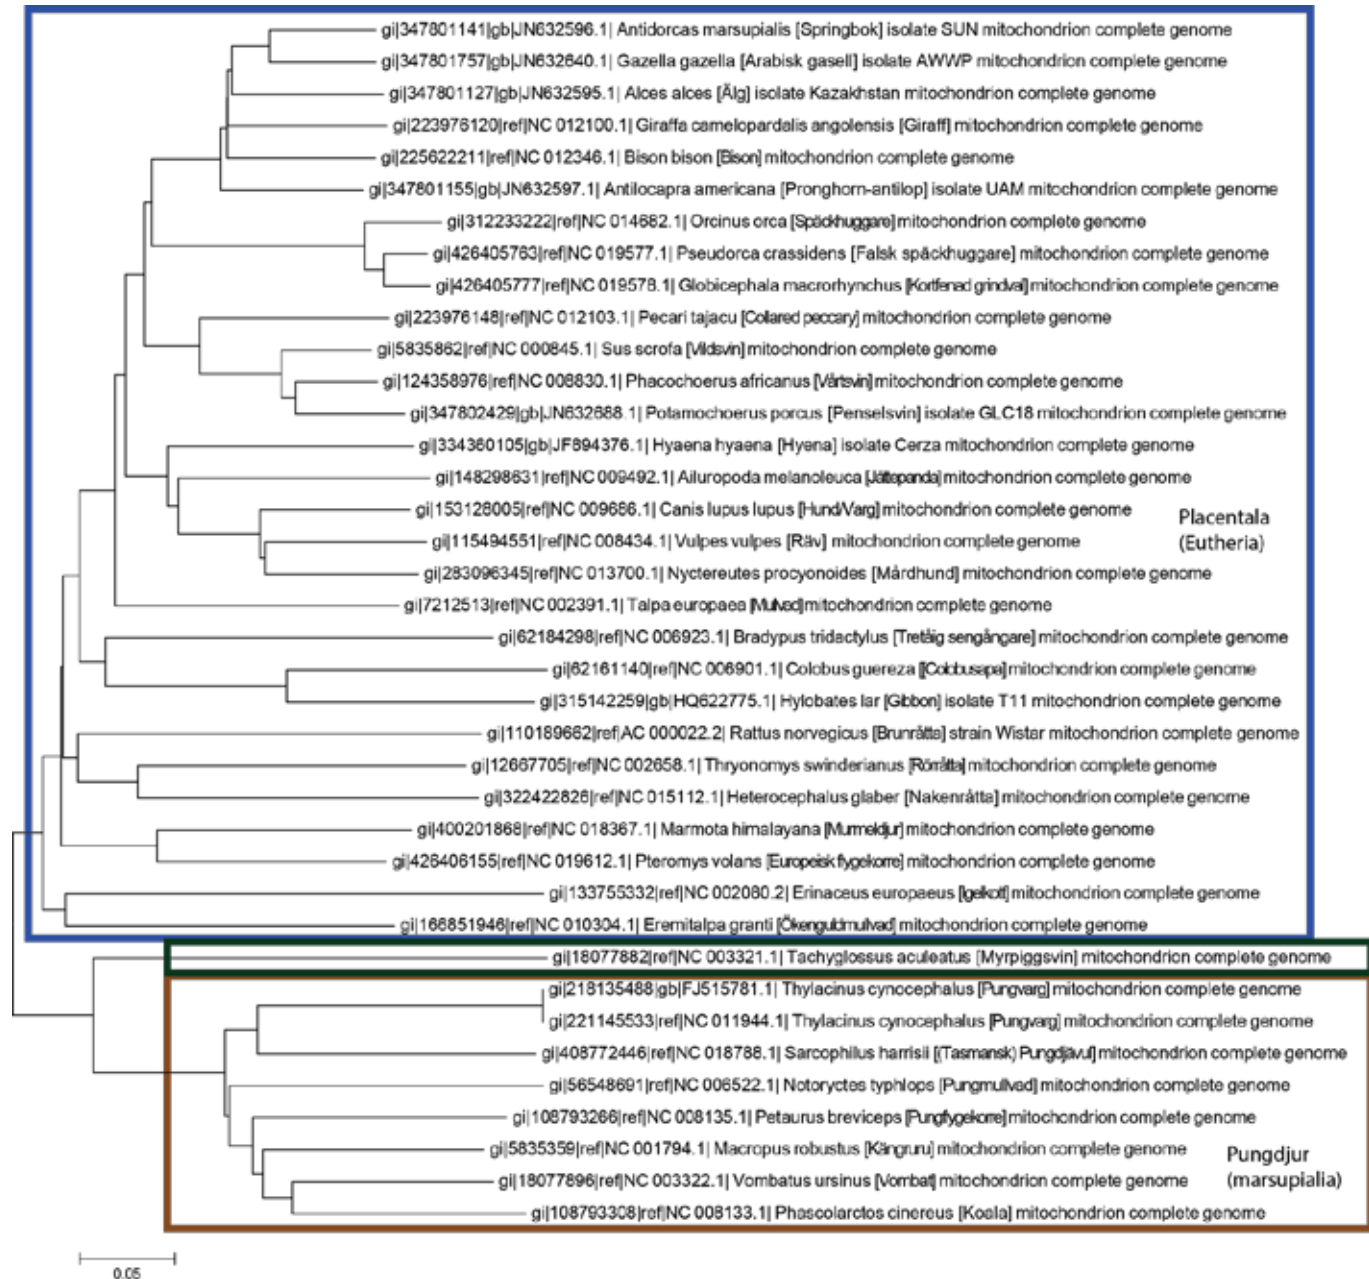 gi|347801141|gb|JN632596.1| Antidorcas marsupialis [Springbok] isolate SUN mitochondrion complete genome
gi|347801757|gb|JN632640.1| Gazella gazella [Arabisk gasell] isolate AWWP mitochondrion complete genome
gi|347801127|gb|JN632595.1| Alces alces [Älg] isolate Kazakhstan mitochondrion complete genome
gi|223976120|ref|NC 012100.1| Giraffa camelopardalis angolensis [Giraff] mitochondrion complete genome
gi|225622211|ref|NC 012346.1| Bison bison [Bison] mitochondrion complete genome
gi|347801155|gb|JN632597.1| Antilocapra americana [Pronghorn-antilop] isolate UAM mitochondrion complete genome
gi|312233222|ref|NC 014682.1| Orcinus orca [Späckhuggare] mitochondrion complete genome
gi|426405763|ref|NC 019577.1| Pseudorca crassidens [Falsk späckhuggare] mitochondrion complete genome
gi|426405777|ref|NC 019578.1| Globicephala macrorhynchus [Kortfenad grindval] mitochondrion complete genome
gi|223976148|ref|NC 012103.1| Pecari tajacu [Collared peccary] mitochondrion complete genome
gi|5835862|ref|NC 000845.1| Sus scrofa [Vildsvin] mitochondrion complete genome
gi|124358976|ref|NC 008830.1| Phacochoerus africanus [Vårtsvin] mitochondrion complete genome
gi|347802429|gb|JN632688.1| Potamochoerus porcus [Penselsvin] isolate GLC18 mitochondrion complete genome
gi|334360105|gb|JF894376.1| Hyaena hyaena [Hyena] isolate Cerza mitochondrion complete genome
gi|148298631|ref|NC 009492.1| Ailuropoda melanoleuca [Jättepanda] mitochondrion complete genome
gi|153128005|ref|NC 009686.1| Canis lupus lupus [Hund/Varg] mitochondrion complete genome
Placentala
(Eutheria)
gi|115494551|ref|NC 008434.1| Vulpes vulpes [Räv] mitochondrion complete genome
gi|283096345|ref|NC 013700.1| Nyctereutes procyonoides [Mårdhund] mitochondrion complete genome
gi|7212513|ref|NC 002391.1| Talpa europaea [Mullvad] mitochondrion complete genome
gi|62184298|ref|NC 006923.1| Bradypus tridactylus [Tretåig sengångare] mitochondrion complete genome
gi|62161140|ref|NC 006901.1| Colobus guereza [[Colobusapa] mitochondrion complete genome
gi|315142259|gb|HQ622775.1| Hylobates lar [Gibbon] isolate T11 mitochondrion complete genome
gi|110189662|ref|AC 000022.2| Rattus norvegicus [Brunråtta] strain Wistar mitochondrion complete genome
gi|12667705|ref|NC 002658.1| Thryonomys swinderianus [Rörråtta] mitochondrion complete genome
gi|322422826|ref|NC 015112.1| Heterocephalus glaber [Nakenråtta] mitochondrion complete genome
gi|400201868|ref|NC 018367.1| Marmota himalayana [Murmeldjur] mitochondrion complete genome
gi|426406155|ref|NC 019612.1| Pteromys volans [Europeisk flygekorre] mitochondrion complete genome
gi|133755332|ref|NC 002080.2| Erinaceus europaeus [Igelkott] mitochondrion complete genome
gi|166851946|ref|NC 010304.1| Eremitalpa granti [Ökenguldmullvad] mitochondrion complete genome
gi|18077882|ref|NC 003321.1| Tachyglossus aculeatus [Myrpiggsvin] mitochondrion complete genome
gi|218135488|gb|FJ515781.1| Thylacinus cynocephalus [Pungvarg] mitochondrion complete genome
gi|221145533|ref|NC 011944.1| Thylacinus cynocephalus [Pungvarg] mitochondrion complete genome
gi|408772446|ref|NC 018788.1| Sarcophilus harrisii [(Tasmansk) Pungdjävul] mitochondrion complete genome
gi|56548691|ref|NC 006522.1| Notoryctes typhlops [Pungmullvad] mitochondrion complete genome
gi|108793266|ref|NC 008135.1| Petaurus breviceps [Pungflygekorre] mitochondrion complete genome
gi|5835359|ref|NC 001794.1| Macropus robustus [Känguru] mitochondrion complete genome
Pungdjur
(marsupialia)
gi|18077896|ref|NC 003322.1| Vombatus ursinus [Vombat] mitochondrion complete genome
gi|108793308|ref|NC 008133.1| Phascolarctos cinereus [Koala] mitochondrion complete genome
0.05